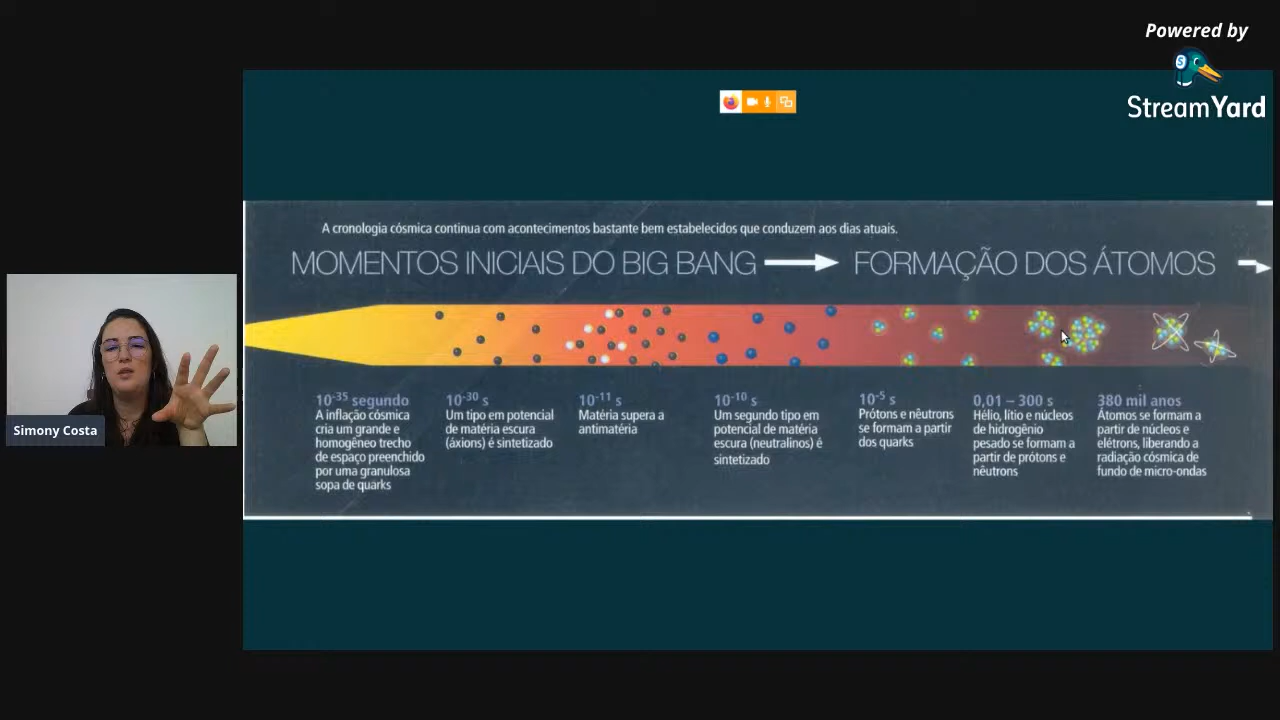 Powered by
StreamYard
A cronologia cósmica continua com acontecimentos bastante bem estabelecidos que conduzem aos dias atuais.
MOMENTOS INICIAIS DO BIG BANG
FORMAÇÃO DOS ÁTOMOS
10⁻³⁵ segundo
A inflação cósmica
cria um grande e
homogêneo trecho
de espaço preenchido
por uma granulosa
sopa de quarks
10⁻³⁰ s
Um tipo em potencial
de matéria escura
(áxions) é sintetizado
10⁻¹¹ s
Matéria supera a
antimatéria
10⁻¹⁰ s
Um segundo tipo em
potencial de matéria
escura (neutralinos) é
sintetizado
10⁻⁵ s
Prótons e nêutrons
se formam a partir
dos quarks
0,01 – 300 s
Hélio, lítio e núcleos
de hidrogênio
pesado se formam a
partir de prótons e
nêutrons
380 mil anos
Átomos se formam a
partir de núcleos e
elétrons, liberando a
radiação cósmica de
fundo de micro-ondas
Simony Costa